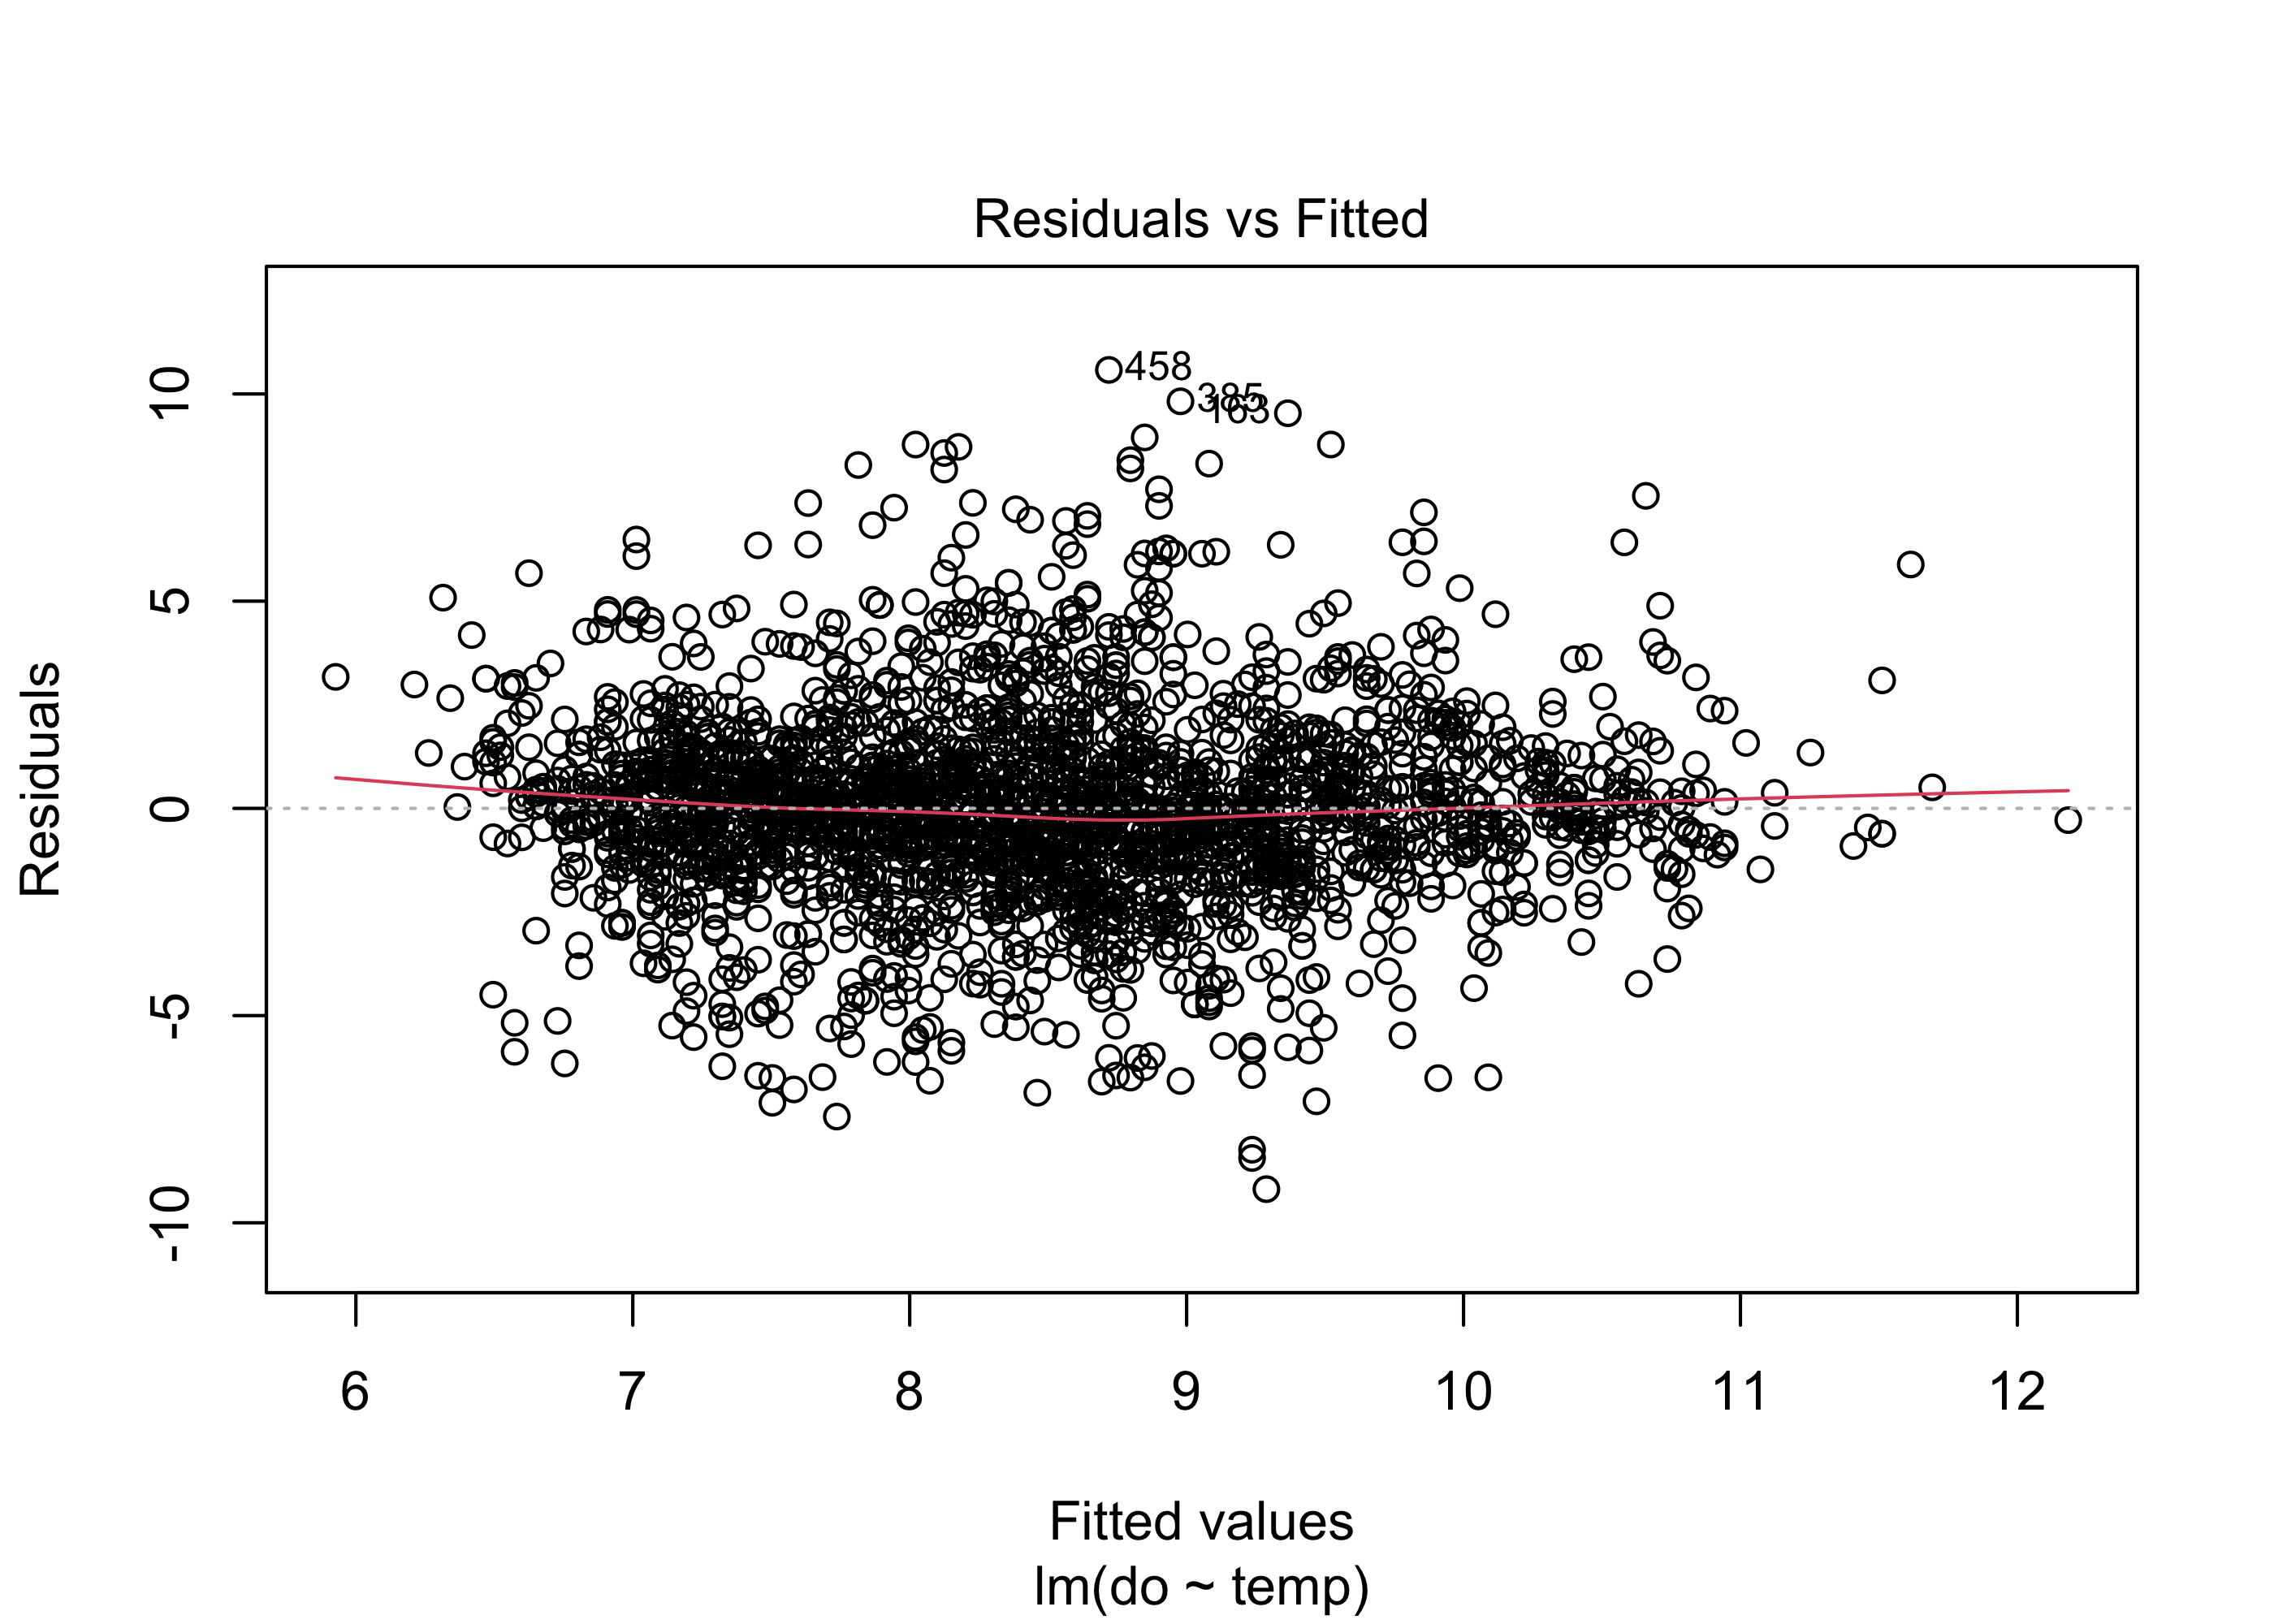 Residuals vs Fitted
Residuals
10
5
0
-5
-10
458
385
163
6 7 8 9 10 11 12
Fitted values
lm(do ~ temp)